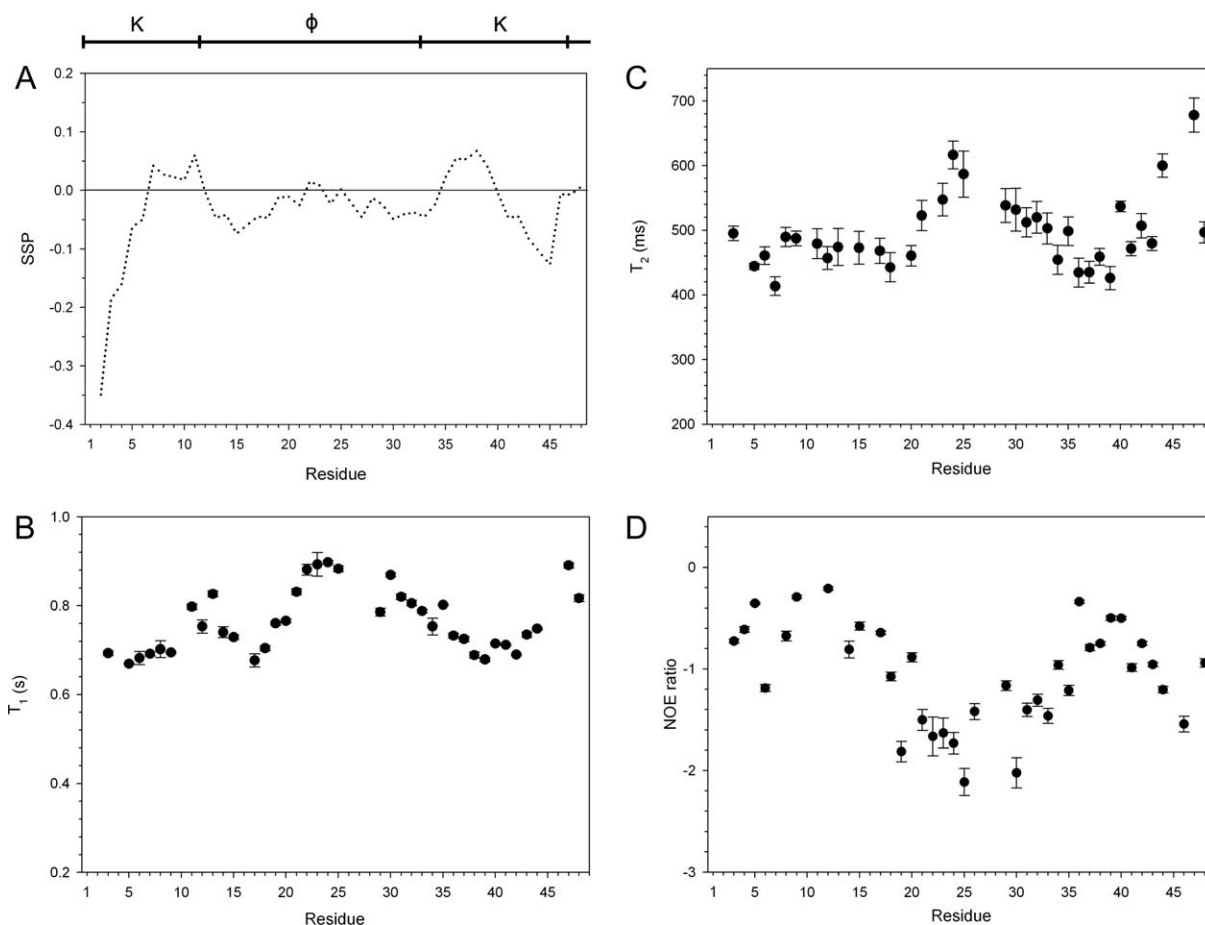 K ϕ K
A
0.2
0.1
0.0
-0.1
-0.2
-0.3
-0.4
SSP
1 5 10 15 20 25 30 35 40 45
Residue
B
1.0
0.8
0.6
0.4
0.2
T1 (s)
1 5 10 15 20 25 30 35 40 45
Residue
C
700
600
500
400
300
200
T2 (ms)
1 5 10 15 20 25 30 35 40 45
Residue
D
0
-1
-2
-3
NOE ratio
1 5 10 15 20 25 30 35 40 45
Residue